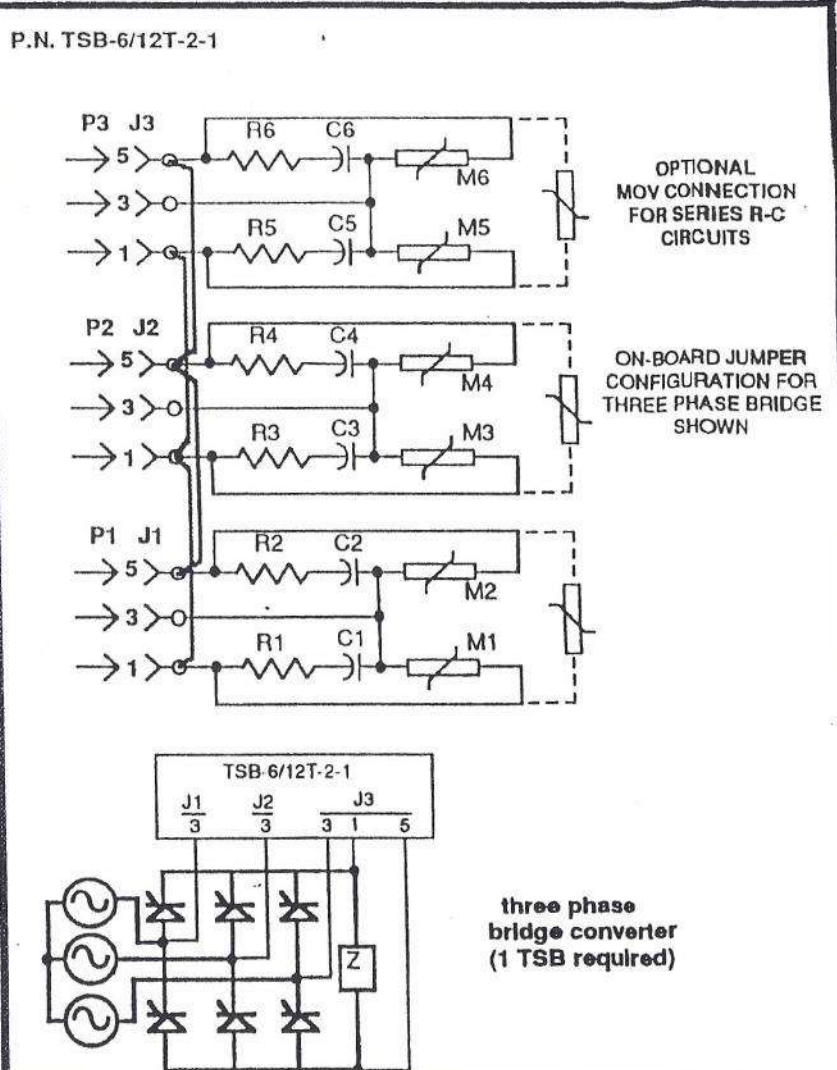 P.N. TSB-6/12T-2-1
P3 J3
R6 C6
5
M6
3
R5 C5 M5
1
OPTIONAL
MOV CONNECTION
FOR SERIES R-C
CIRCUITS
P2 J2
R4 C4
5
M4
3
R3 C3 M3
1
ON-BOARD JUMPER
CONFIGURATION FOR
THREE PHASE BRIDGE
SHOWN
P1 J1
R2 C2
5
M2
3
R1 C1 M1
1
TSB-6/12T-2-1
J1 J2 J3
3 3 3 1 5
Z
three phase
bridge converter
(1 TSB required)